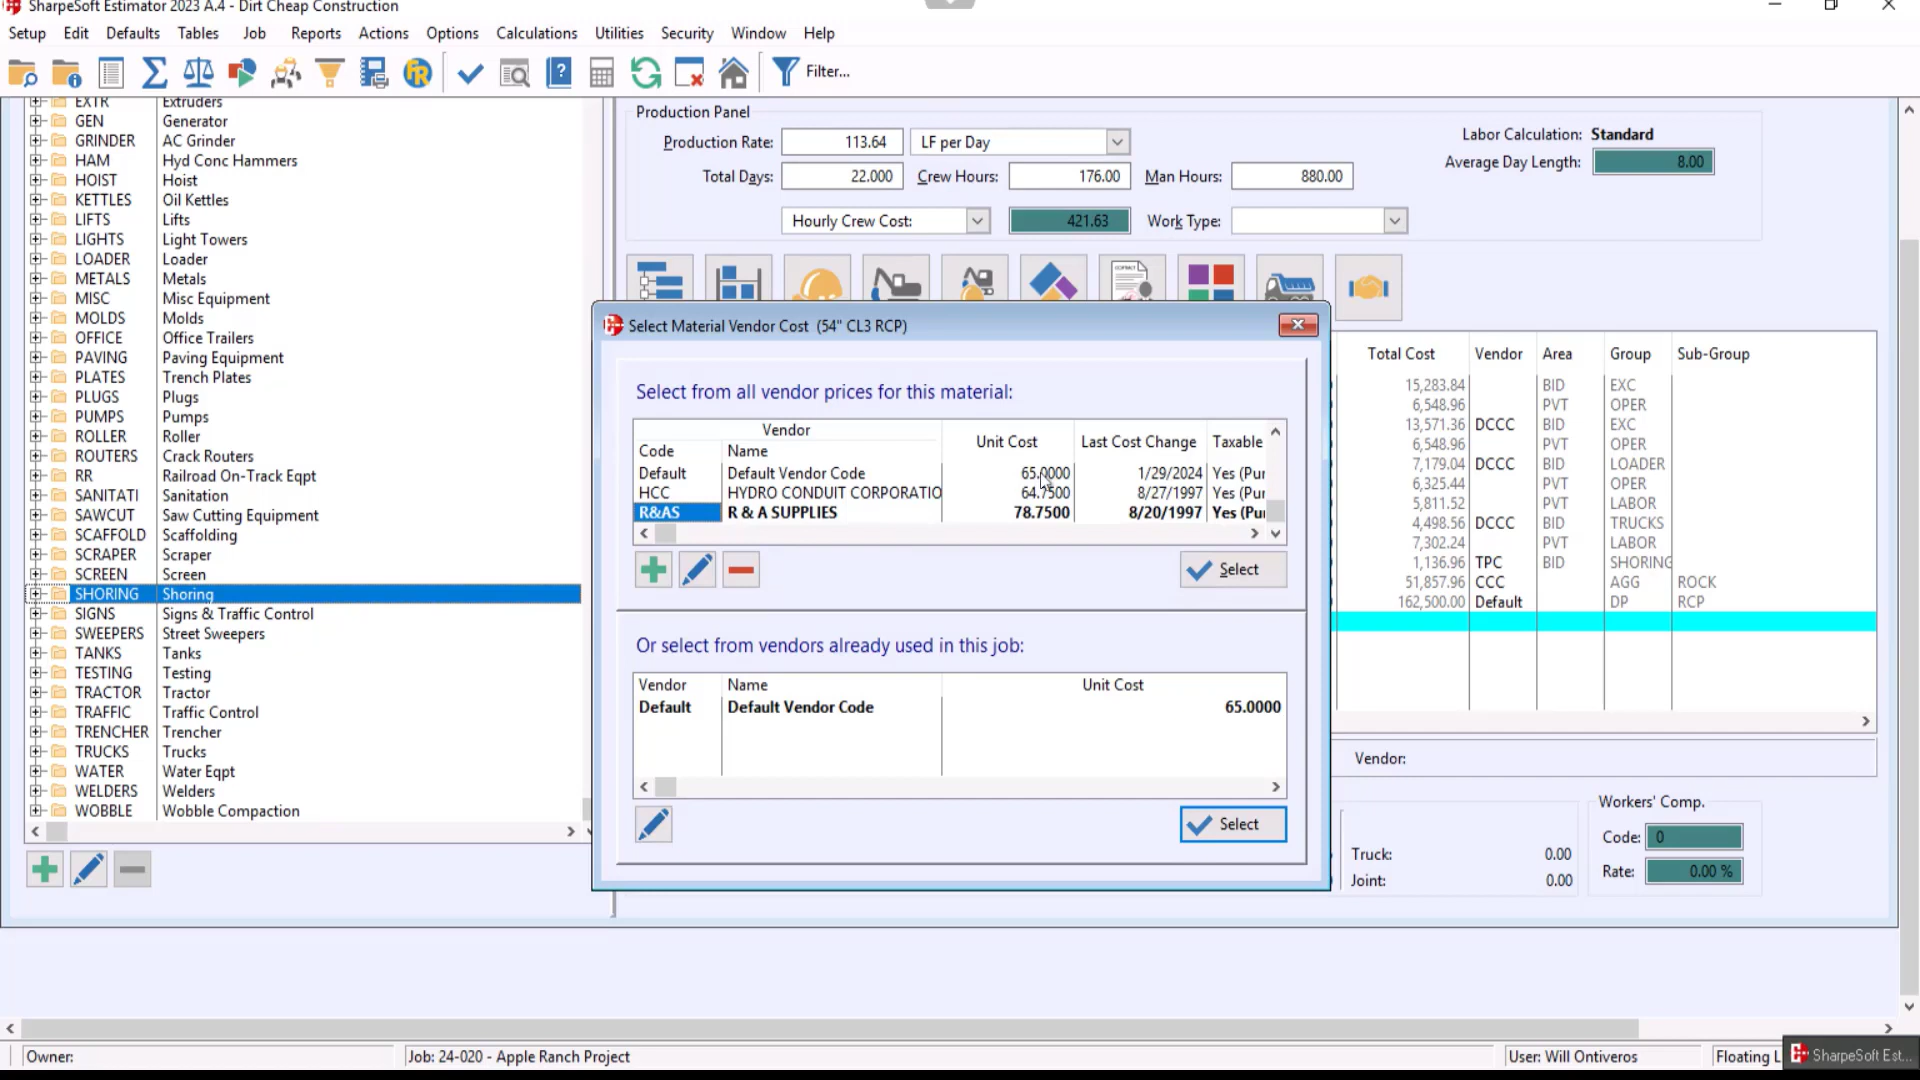 SharpeSoft Estimator 2023 A.4 - Dirt Cheap Construction
Setup Edit Defaults Tables Job Reports Actions Options Calculations Utilities Security Window Help
Filter...
EXTR Extruders
GEN Generator
GRINDER AC Grinder
HAM Hyd Conc Hammers
HOIST Hoist
KETTLES Oil Kettles
LIFTS Lifts
LIGHTS Light Towers
LOADER Loader
METALS Metals
MISC Misc Equipment
MOLDS Molds
OFFICE Office Trailers
PAVING Paving Equipment
PLATES Trench Plates
PLUGS Plugs
PUMPS Pumps
ROLLER Roller
ROUTERS Crack Routers
RR Railroad On-Track Eqpt
SANITATI Sanitation
SAWCUT Saw Cutting Equipment
SCAFFOLD Scaffolding
SCRAPER Scraper
SCREEN Screen
SHORING Shoring
SIGNS Signs & Traffic Control
SWEEPERS Street Sweepers
TANKS Tanks
TESTING Testing
TRACTOR Tractor
TRAFFIC Traffic Control
TRENCHER Trencher
TRUCKS Trucks
WATER Water Eqpt
WELDERS Welders
WOBBLE Wobble Compaction
Production Panel
Production Rate: 113.64 LF per Day
Total Days: 22.000 Crew Hours: 176.00 Man Hours: 880.00
Hourly Crew Cost: 421.63 Work Type:
Labor Calculation: Standard
Average Day Length: 8.00
CONTRACT
Select Material Vendor Cost (54" CL3 RCP)
Select from all vendor prices for this material:
Vendor
Code Name Unit Cost Last Cost Change Taxable
Default Default Vendor Code 65.0000 1/29/2024 Yes (Pur
HCC HYDRO CONDUIT CORPORATIO 64.7500 8/27/1997 Yes (Pur
R&AS R & A SUPPLIES 78.7500 8/20/1997 Yes (Pur
Select
Or select from vendors already used in this job:
Vendor Name Unit Cost
Default Default Vendor Code 65.0000
Select
Total Cost Vendor Area Group Sub-Group
15,283.84 BID EXC
6,548.96 PVT OPER
13,571.36 DCCC BID EXC
6,548.96 PVT OPER
7,179.04 DCCC BID LOADER
6,325.44 PVT OPER
5,811.52 PVT LABOR
4,498.56 DCCC BID TRUCKS
7,302.24 PVT LABOR
1,136.96 TPC BID SHORING
51,857.96 CCC AGG ROCK
162,500.00 Default DP RCP
Vendor:
Truck: 0.00
Joint: 0.00
Workers' Comp.
Code: 0
Rate: 0.00 %
Owner:
Job: 24-020 - Apple Ranch Project
User: Will Ontiveros
Floating L
SharpeSoft Est...